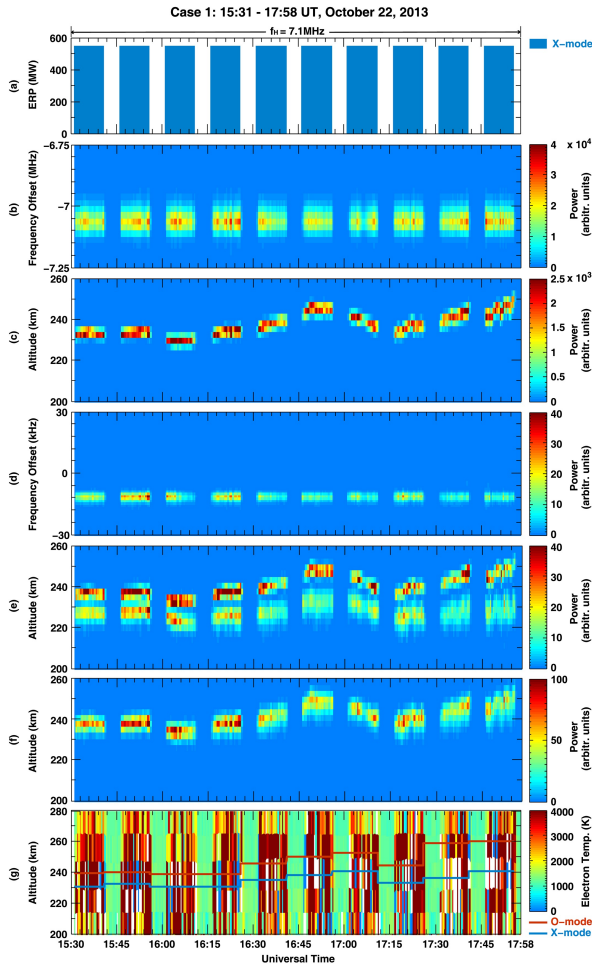 Case 1: 15:31 - 17:58 UT, October 22, 2013
fH = 7.1MHz
X-mode
(a)
ERP (MW)
600
400
200
0
(b)
Frequency Offset (MHz)
−6.75
−7
−7.25
4 x 10^4
3
2
1
0
Power
(arbitr. units)
(c)
Altitude (km)
260
240
220
200
2.5 x 10^3
2
1.5
1
0.5
0
Power
(arbitr. units)
(d)
Frequency Offset (kHz)
30
0
−30
40
30
20
10
0
Power
(arbitr. units)
(e)
Altitude (km)
260
240
220
200
40
30
20
10
0
Power
(arbitr. units)
(f)
Altitude (km)
260
240
220
200
100
50
0
Power
(arbitr. units)
(g)
Altitude (km)
280
260
240
220
200
4000
3000
2000
1000
0
Electron Temp. (K)
O-mode
X-mode
15:30 15:45 16:00 16:15 16:30 16:45 17:00 17:15 17:30 17:45 17:58
Universal Time